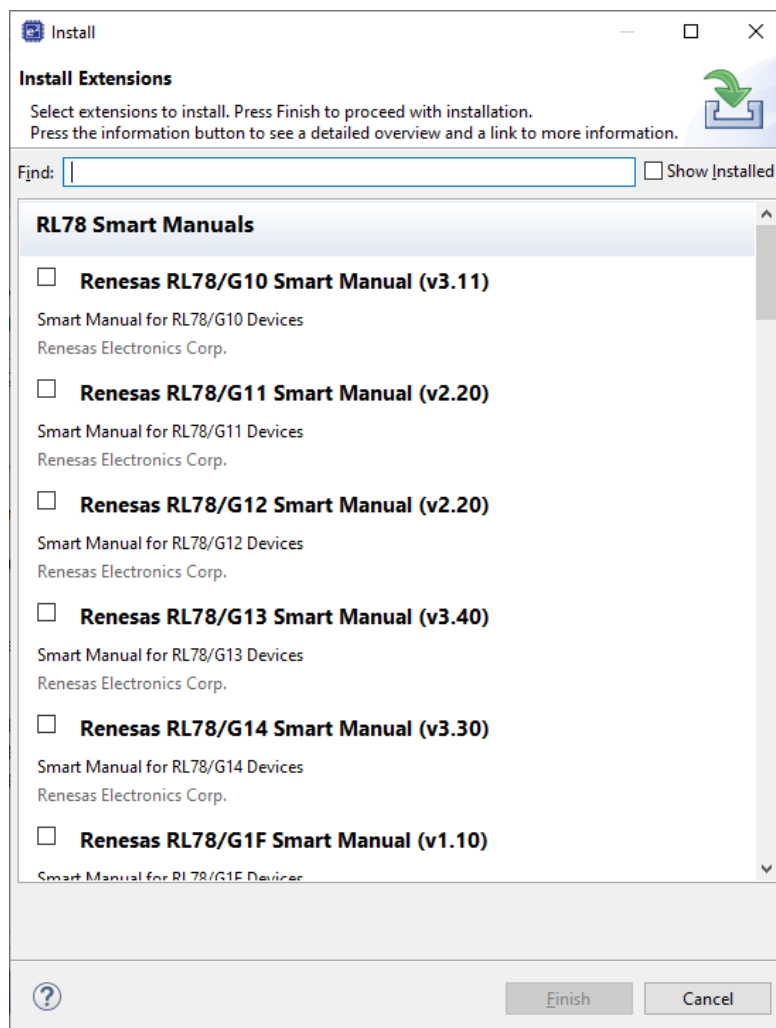 Install
Install Extensions
Select extensions to install. Press Finish to proceed with installation.
Press the information button to see a detailed overview and a link to more information.
Find:
Show Installed
RL78 Smart Manuals
Renesas RL78/G10 Smart Manual (v3.11)
Smart Manual for RL78/G10 Devices
Renesas Electronics Corp.
Renesas RL78/G11 Smart Manual (v2.20)
Smart Manual for RL78/G11 Devices
Renesas Electronics Corp.
Renesas RL78/G12 Smart Manual (v2.20)
Smart Manual for RL78/G12 Devices
Renesas Electronics Corp.
Renesas RL78/G13 Smart Manual (v3.40)
Smart Manual for RL78/G13 Devices
Renesas Electronics Corp.
Renesas RL78/G14 Smart Manual (v3.30)
Smart Manual for RL78/G14 Devices
Renesas Electronics Corp.
Renesas RL78/G1F Smart Manual (v1.10)
Smart Manual for RL78/G1F Devices
Finish
Cancel